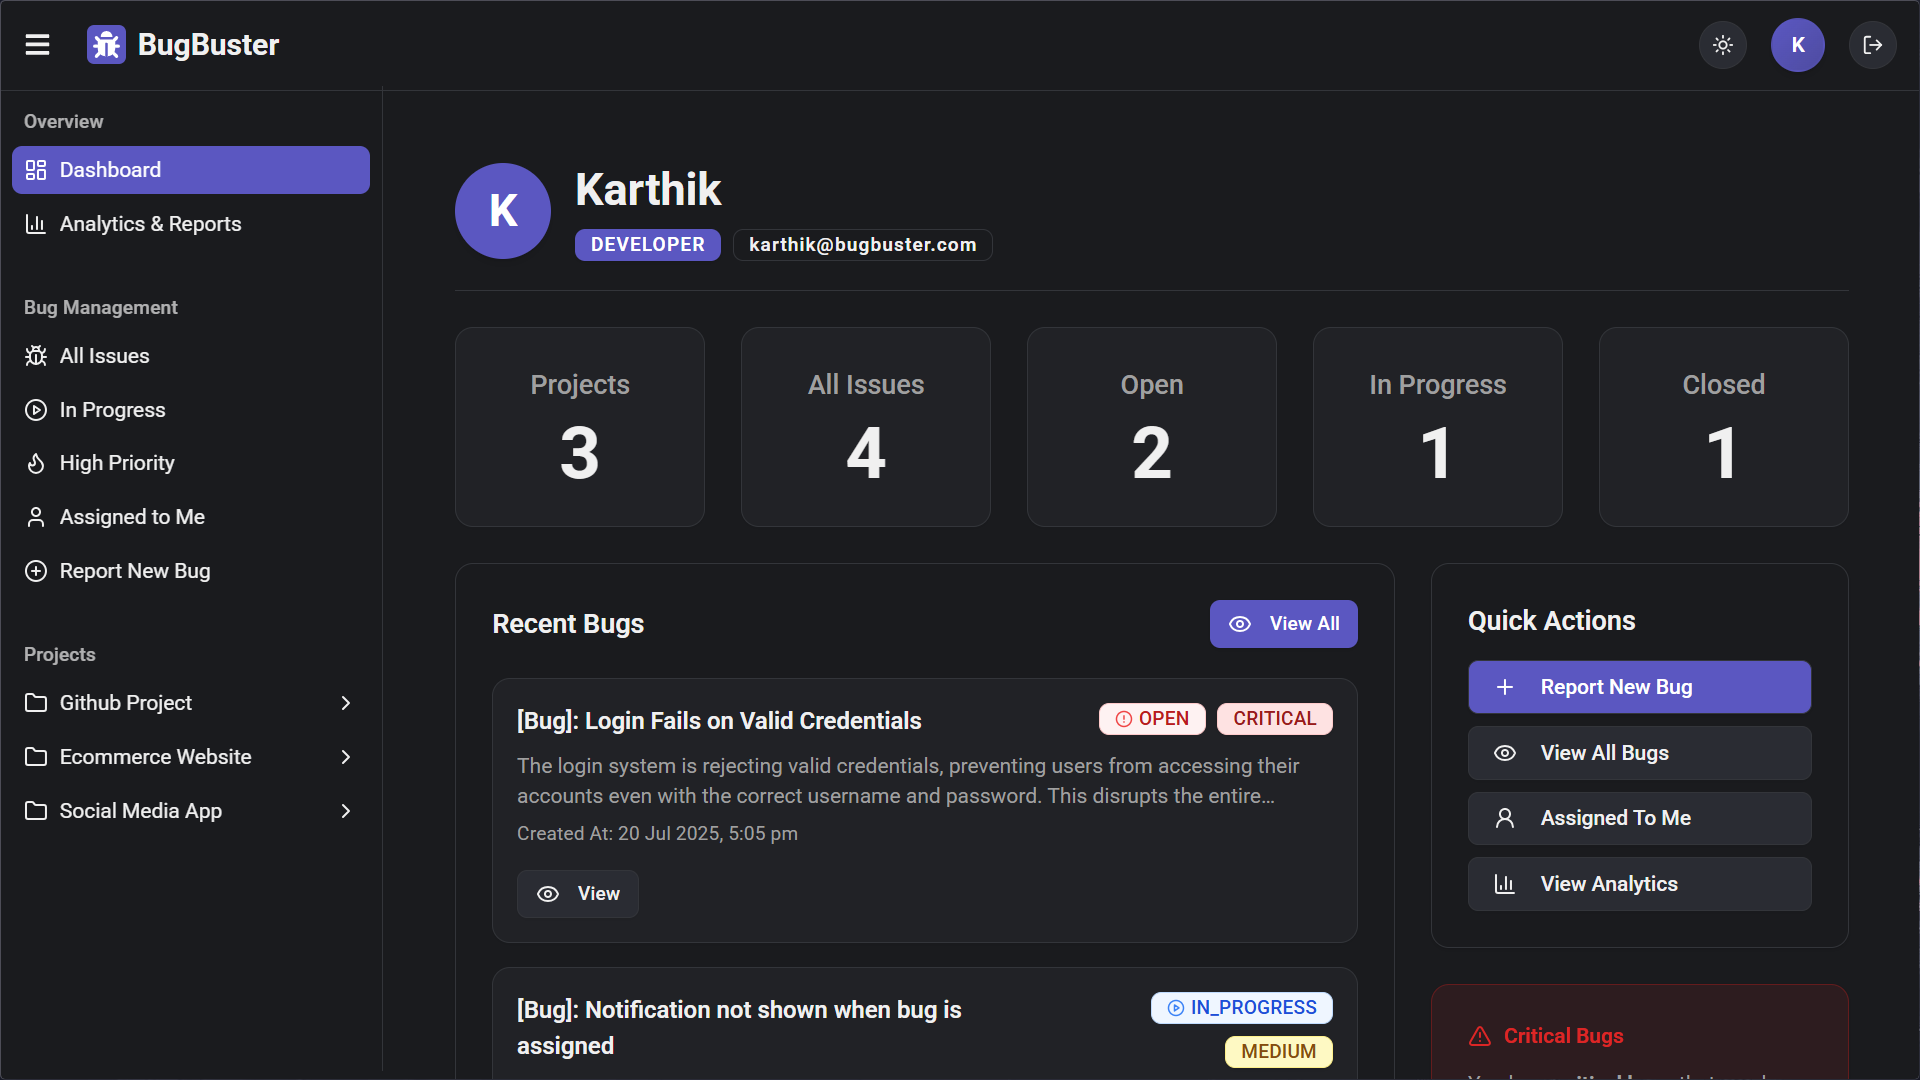 BugBuster
K
Overview
Dashboard
Analytics & Reports
Bug Management
All Issues
In Progress
High Priority
Assigned to Me
Report New Bug
Projects
Github Project
Ecommerce Website
Social Media App
K
Karthik
DEVELOPER karthik@bugbuster.com
Projects
3
All Issues
4
Open
2
In Progress
1
Closed
1
Recent Bugs
View All
[Bug]: Login Fails on Valid Credentials
OPEN CRITICAL
The login system is rejecting valid credentials, preventing users from accessing their
accounts even with the correct username and password. This disrupts the entire...
Created At: 20 Jul 2025, 5:05 pm
View
[Bug]: Notification not shown when bug is
assigned
IN_PROGRESS
MEDIUM
Quick Actions
Report New Bug
View All Bugs
Assigned To Me
View Analytics
Critical Bugs